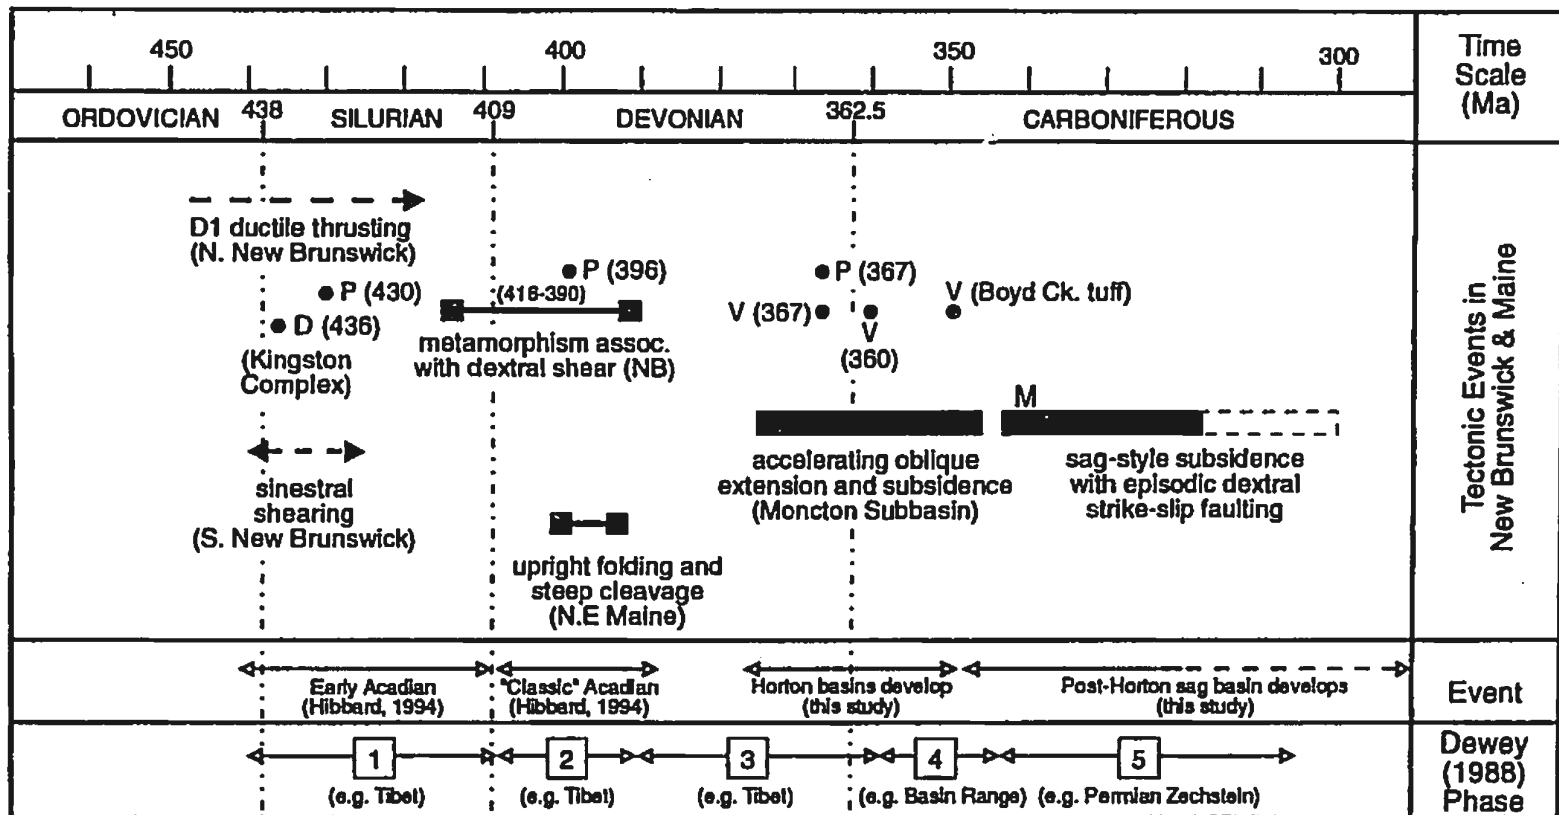 450 400 350 300
Time
Scale
(Ma)
ORDOVICIAN 438 SILURIAN 409 DEVONIAN 362.5 CARBONIFEROUS
D1 ductile thrusting
(N. New Brunswick)
P (430)
D (436)
(Kingston
Complex)
P (396)
(416-390)
metamorphism assoc.
with dextral shear (NB)
P (367)
V (367)
V
(360)
V (Boyd Ck. tuff)
M
sinestral
shearing
(S. New Brunswick)
accelerating oblique
extension and subsidence
(Moncton Subbasin)
sag-style subsidence
with episodic dextral
strike-slip faulting
upright folding and
steep cleavage
(N.E Maine)
Tectonic Events in
New Brunswick & Maine
Early Acadian
(Hibbard, 1994)
"Classic" Acadian
(Hibbard, 1994)
Horton basins develop
(this study)
Post-Horton sag basin develops
(this study)
Event
1
(e.g. Tibet)
2
(e.g. Tibet)
3
(e.g. Tibet)
4
(e.g. Basin Range)
5
(e.g. Permian Zechstein)
Dewey
(1988)
Phase